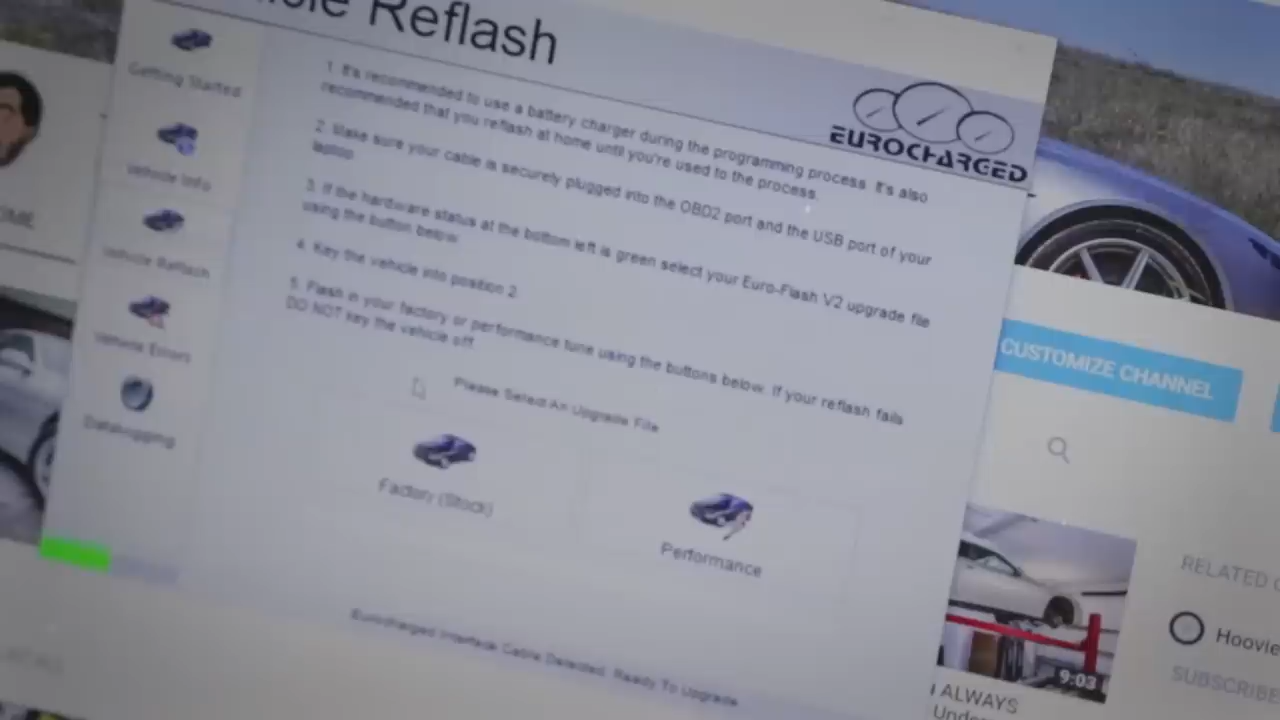 Reflash
EUROCHARGED
Getting Started
Vehicle Info
Vehicle Reflash
Vehicle Errors
Datalogging
1. It's recommended to use a battery charger during the programming process. It's also
recommended that you reflash at home until you're used to the process.
2. Make sure your cable is securely plugged into the OBD2 port and the USB port of your
laptop.
3. If the hardware status at the bottom left is green select your Euro-Flash V2 upgrade file
using the button below.
4. Key the vehicle into position 2.
5. Flash in your factory or performance tune using the buttons below. If your reflash fails
DO NOT key the vehicle off.
Please Select An Upgrade File
Factory (Stock)
Performance
Eurocharged Interface Cable Detected. Ready To Upgrade.
CUSTOMIZE CHANNEL
9:03
ALWAYS
RELATED
Hoovie
SUBSCRIBE